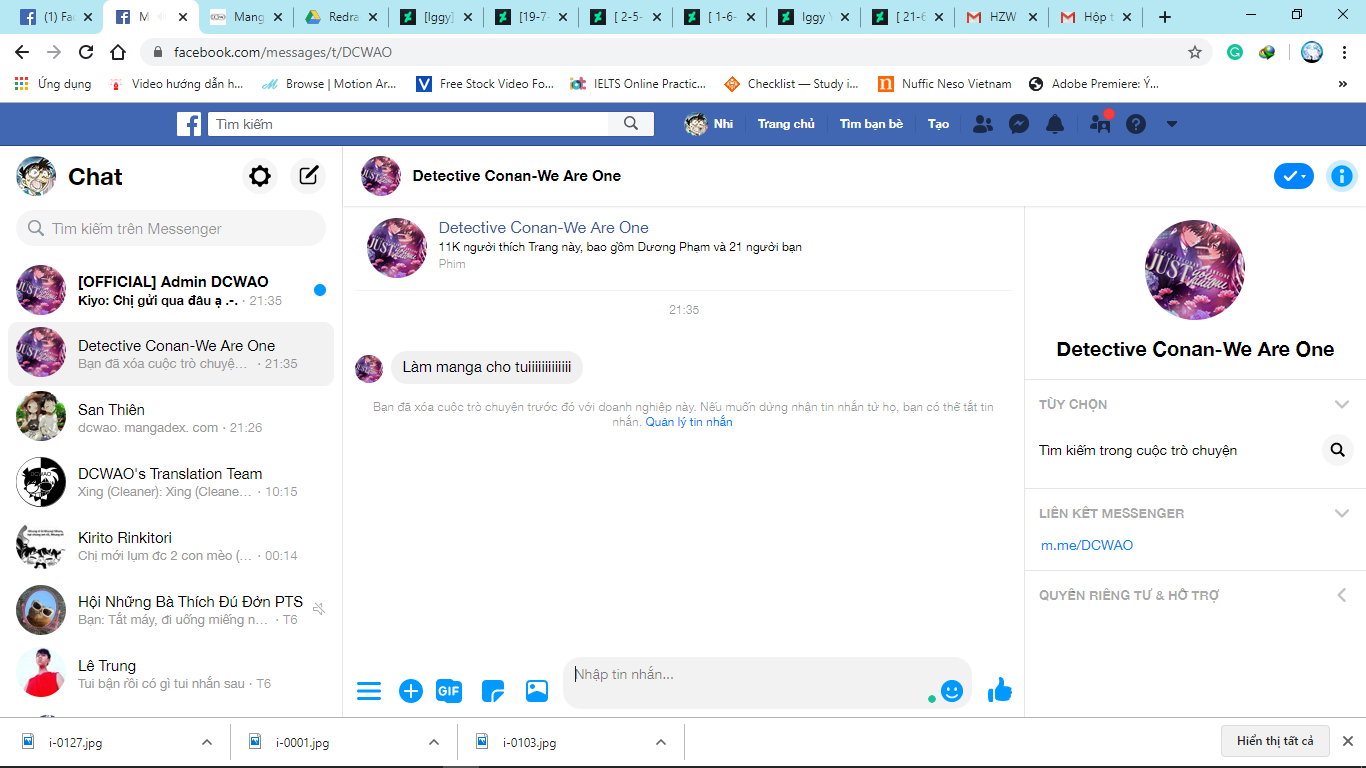 (1) Fa
M
Mang
Redra
[Iggy]
[19-7-
[ 2-5-
[ 1-6-
Iggy
[ 21-6
HZW
Hộp t
facebook.com/messages/t/DCWAO
Ứng dụng
Video hướng dẫn h...
Browse | Motion Ar...
Free Stock Video Fo...
IELTS Online Practic...
Checklist — Study i...
Nuffic Neso Vietnam
Adobe Premiere: Ý...
Tìm kiếm
Nhi
Trang chủ
Tìm bạn bè
Tạo
Chat
Tìm kiếm trên Messenger
[OFFICIAL] Admin DCWAO
Kiyo: Chị gửi qua đâu ạ .-. · 21:35
Detective Conan-We Are One
Bạn đã xóa cuộc trò chuyệ... · 21:35
San Thiên
dcwao. mangadex. com · 21:26
DCWAO's Translation Team
Xing (Cleaner): Xing (Cleane... · 10:15
Kirito Rinkitori
Chị mới lụm đc 2 con mèo (... · 00:14
Hội Những Bà Thích Đú Đởn PTS
Bạn: Tắt máy, đi uống miếng n... · T6
Lê Trung
Tui bận rồi có gì tui nhắn sau · T6
Detective Conan-We Are One
Detective Conan-We Are One
11K người thích Trang này, bao gồm Dương Phạm và 21 người bạn
Phim
21:35
Làm manga cho tuiiiiiiiiiiiiii
Bạn đã xóa cuộc trò chuyện trước đó với doanh nghiệp này. Nếu muốn dừng nhận tin nhắn từ họ, bạn có thể tắt tin
nhắn. Quản lý tin nhắn
GIF
Nhập tin nhắn...
JUST
Detective Conan-We Are One
TÙY CHỌN
Tìm kiếm trong cuộc trò chuyện
LIÊN KẾT MESSENGER
m.me/DCWAO
QUYỀN RIÊNG TƯ & HỖ TRỢ
i-0127.jpg
i-0001.jpg
i-0103.jpg
Hiển thị tất cả